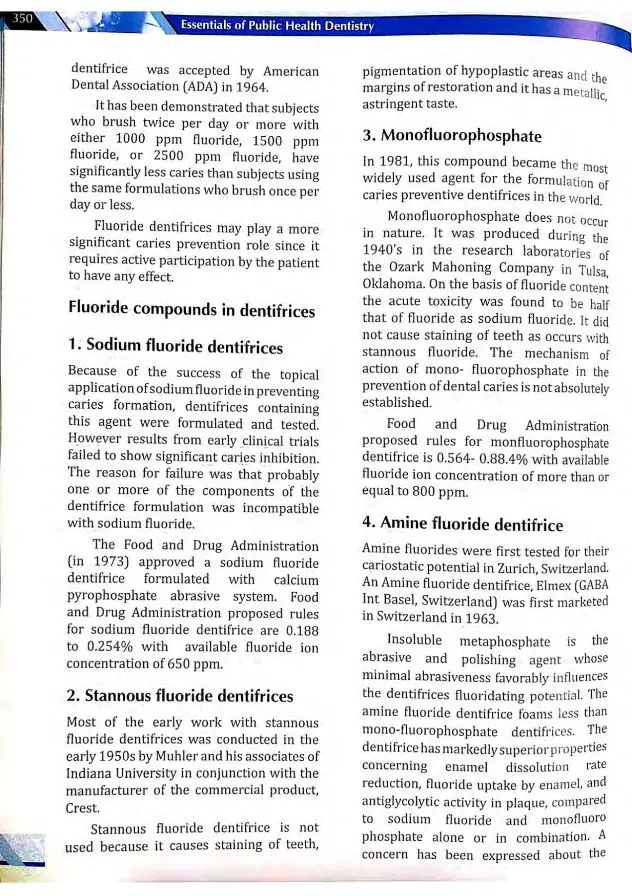 350
Essentials of Public Health Dentistry
dentifrice was accepted by American
Dental Association (ADA) in 1964.
It has been demonstrated that subjects
who brush twice per day or more with
either 1000 ppm fluoride, 1500 ppm
fluoride, or 2500 ppm fluoride, have
significantly less caries than subjects using
the same formulations who brush once per
day or less.
Fluoride dentifrices may play a more
significant caries prevention role since it
requires active participation by the patient
to have any effect.
Fluoride compounds in dentifrices
1. Sodium fluoride dentifrices
Because of the success of the topical
application of sodium fluoride in preventing
caries formation, dentifrices containing
this agent were formulated and tested.
However results from early clinical trials
failed to show significant caries inhibition.
The reason for failure was that probably
one or more of the components of the
dentifrice formulation was incompatible
with sodium fluoride.
The Food and Drug Administration
(in 1973) approved a sodium fluoride
dentifrice formulated with calcium
pyrophosphate abrasive system. Food
and Drug Administration proposed rules
for sodium fluoride dentifrice are 0.188
to 0.254% with available fluoride ion
concentration of 650 ppm.
2. Stannous fluoride dentifrices
Most of the early work with stannous
fluoride dentifrices was conducted in the
early 1950s by Muhler and his associates of
Indiana University in conjunction with the
manufacturer of the commercial product,
Crest.
Stannous fluoride dentifrice is not
used because it causes staining of teeth,
pigmentation of hypoplastic areas and the
margins of restoration and it has a metallic,
astringent taste.
3. Monofluorophosphate
In 1981, this compound became the most
widely used agent for the formulation of
caries preventive dentifrices in the world.
Monofluorophosphate does not occur
in nature. It was produced during the
1940's in the research laboratories of
the Ozark Mahoning Company in Tulsa,
Oklahoma. On the basis of fluoride content
the acute toxicity was found to be half
that of fluoride as sodium fluoride. It did
not cause staining of teeth as occurs with
stannous fluoride. The mechanism of
action of mono- fluorophosphate in the
prevention of dental caries is not absolutely
established.
Food and Drug Administration
proposed rules for monfluorophosphate
dentifrice is 0.564- 0.88.4% with available
fluoride ion concentration of more than or
equal to 800 ppm.
4. Amine fluoride dentifrice
Amine fluorides were first tested for their
cariostatic potential in Zurich, Switzerland.
An Amine fluoride dentifrice, Elmex (GABA
Int Basel, Switzerland) was first marketed
in Switzerland in 1963.
Insoluble metaphosphate is the
abrasive and polishing agent whose
minimal abrasiveness favorably influences
the dentifrices fluoridating potential. The
amine fluoride dentifrice foams less than
mono-fluorophosphate dentifrices. The
dentifrice has markedly superior properties
concerning enamel dissolution rate
reduction, fluoride uptake by enamel, and
antiglycolytic activity in plaque, compared
to sodium fluoride and monofluoro
phosphate alone or in combination. A
concern has been expressed about the